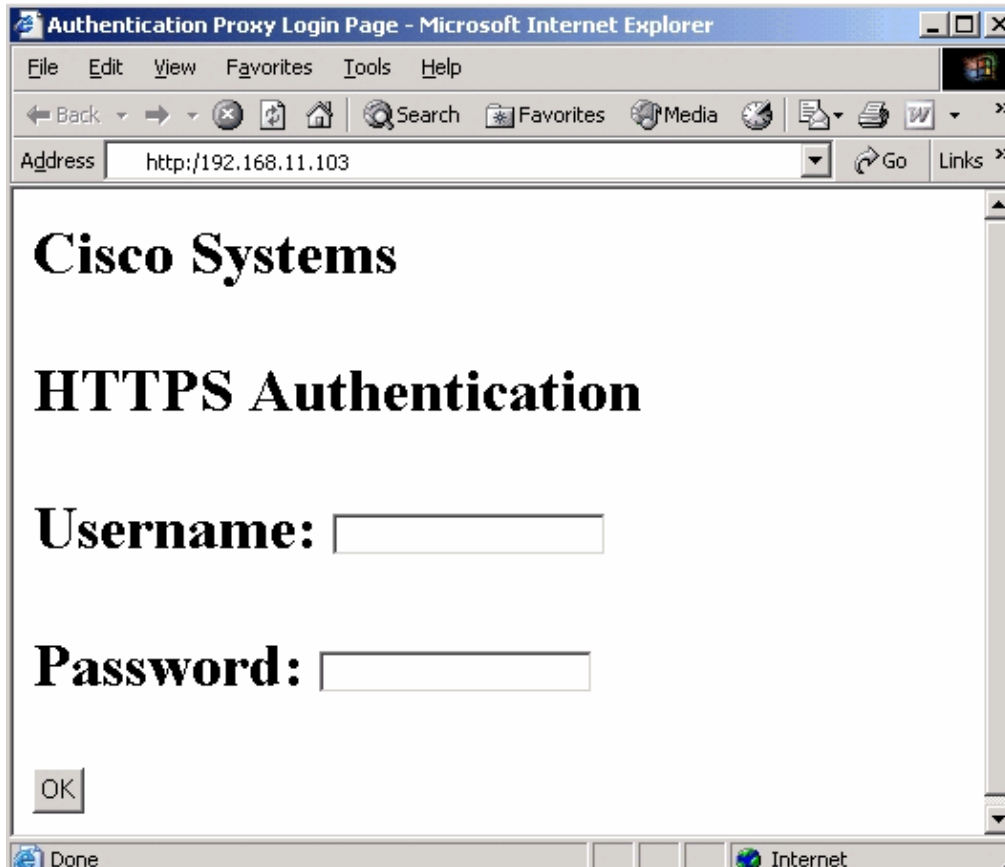 Authentication Proxy Login Page - Microsoft Internet Explorer
File Edit View Favorites Tools Help
Back Search Favorites Media W »
Address http:/192.168.11.103 Go Links »
Cisco Systems
HTTPS Authentication
Username:
Password:
OK
Done Internet